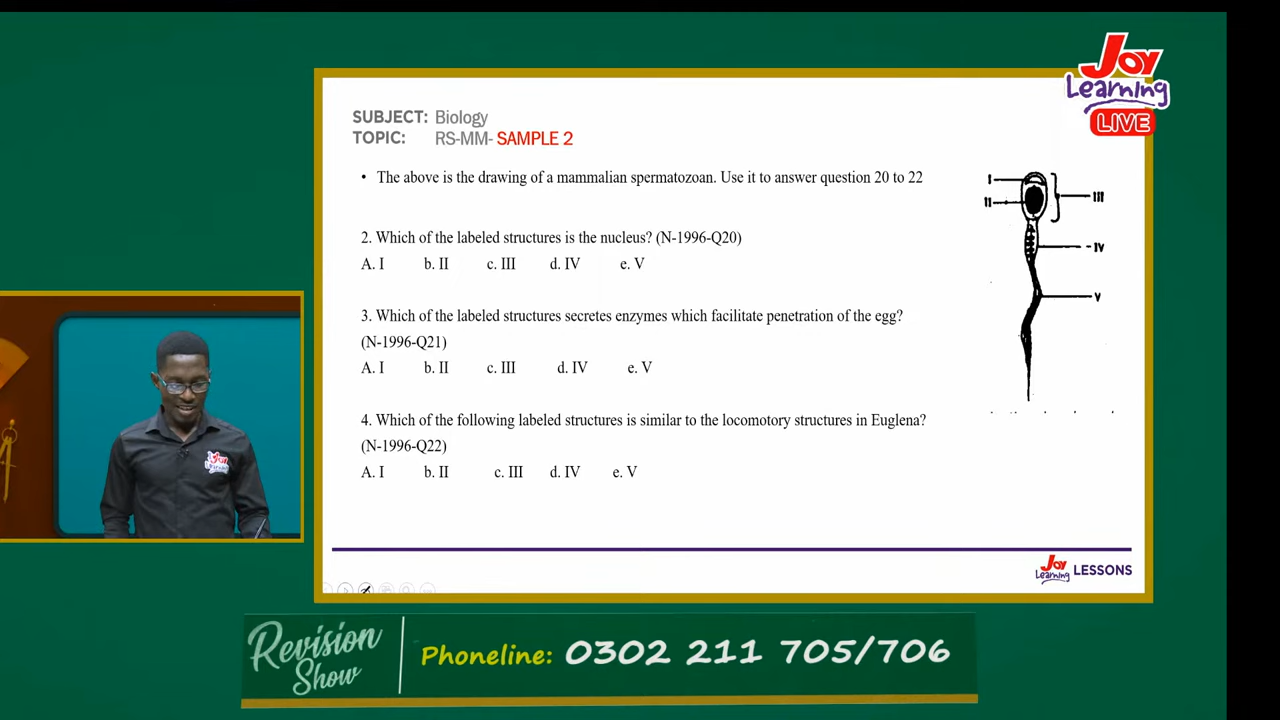 Joy
Learning
LIVE
SUBJECT: Biology
TOPIC: RS-MM- SAMPLE 2
• The above is the drawing of a mammalian spermatozoan. Use it to answer question 20 to 22
I
II
III
IV
V
2. Which of the labeled structures is the nucleus? (N-1996-Q20)
A. I b. II c. III d. IV e. V
3. Which of the labeled structures secretes enzymes which facilitate penetration of the egg?
(N-1996-Q21)
A. I b. II c. III d. IV e. V
4. Which of the following labeled structures is similar to the locomotory structures in Euglena?
(N-1996-Q22)
A. I b. II c. III d. IV e. V
Joy
Learning LESSONS
Revision
Show
Phoneline: 0302 211 705/706